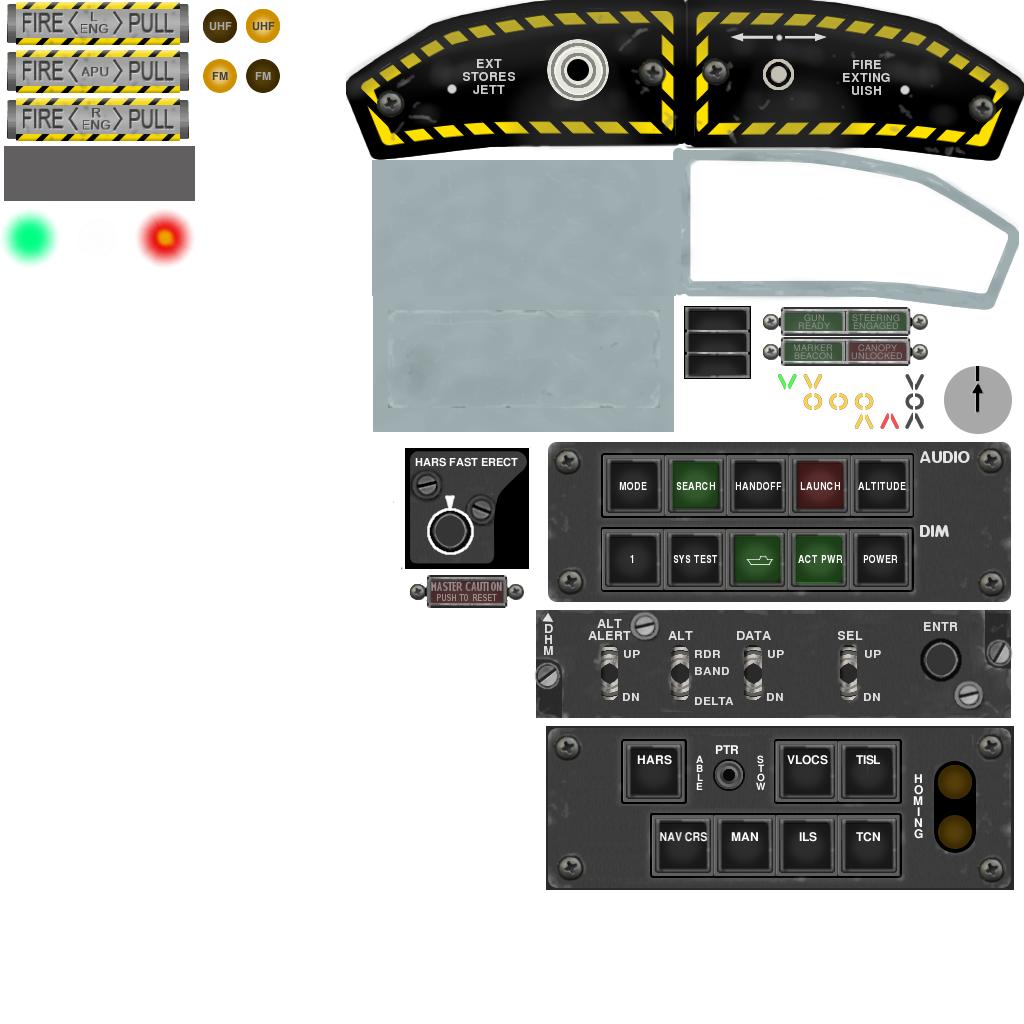 FIRE L ENG PULL
UHF UHF
FIRE APU PULL
FM FM
FIRE R ENG PULL
EXT
STORES
JETT
FIRE
EXTING
UISH
GUN
READY
STEERING
ENGAGED
MARKER
BEACON
CANOPY
UNLOCKED
HARS FAST ERECT
MASTER CAUTION
PUSH TO RESET
AUDIO
MODE SEARCH HANDOFF LAUNCH ALTITUDE
DIM
1 SYS TEST ACT PWR POWER
DHM
ALT
ALERT
UP
DN
ALT
RDR
BAND
DELTA
DATA
UP
DN
SEL
UP
DN
ENTR
HARS
ABLE
PTR
STOW
VLOCS TISL
HOMING
NAV CRS MAN ILS TCN